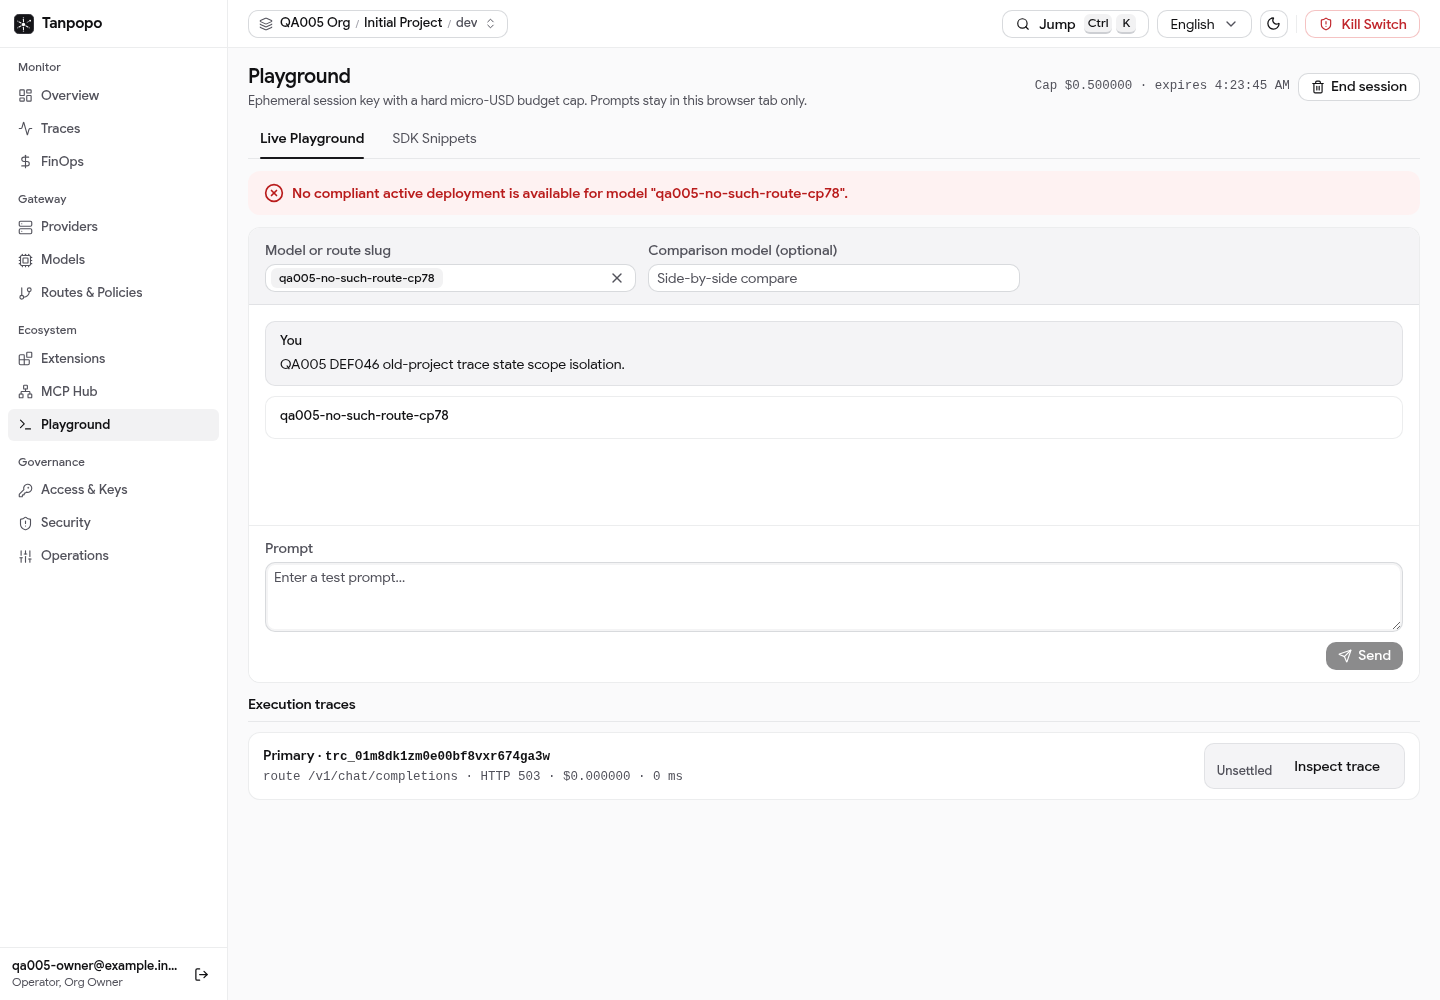 Tanpopo
QA005 Org / Initial Project / dev
Jump Ctrl K
English
Kill Switch
Monitor
Overview
Traces
FinOps
Gateway
Providers
Models
Routes & Policies
Ecosystem
Extensions
MCP Hub
Playground
Governance
Access & Keys
Security
Operations
qa005-owner@example.in...
Operator, Org Owner
Playground
Ephemeral session key with a hard micro-USD budget cap. Prompts stay in this browser tab only.
Cap $0.500000 · expires 4:23:45 AM
End session
Live Playground
SDK Snippets
No compliant active deployment is available for model "qa005-no-such-route-cp78".
Model or route slug
qa005-no-such-route-cp78
Comparison model (optional)
Side-by-side compare
You
QA005 DEF046 old-project trace state scope isolation.
qa005-no-such-route-cp78
Prompt
Enter a test prompt...
Send
Execution traces
Primary · trc_01m8dk1zm0e00bf8vxr674ga3w
route /v1/chat/completions · HTTP 503 · $0.000000 · 0 ms
Unsettled
Inspect trace